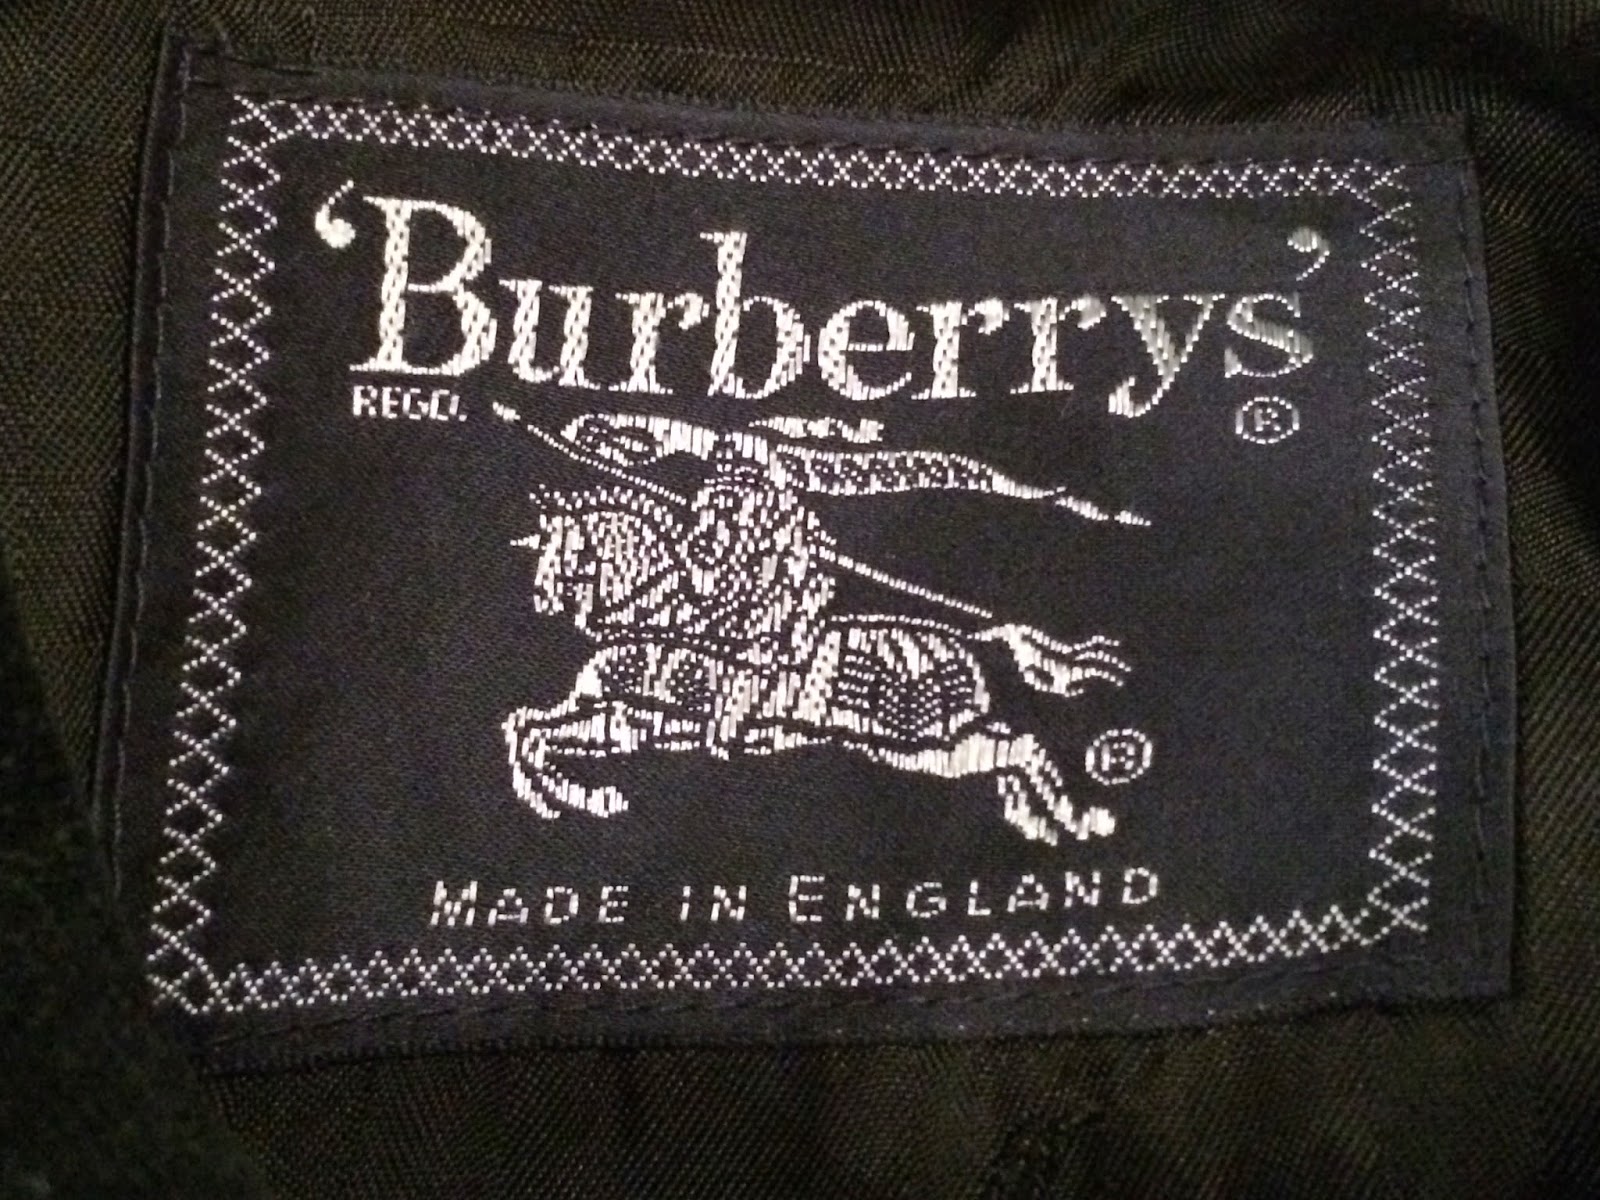 ‘Burberrys’
REGD. ®
®
MADE IN ENGLAND